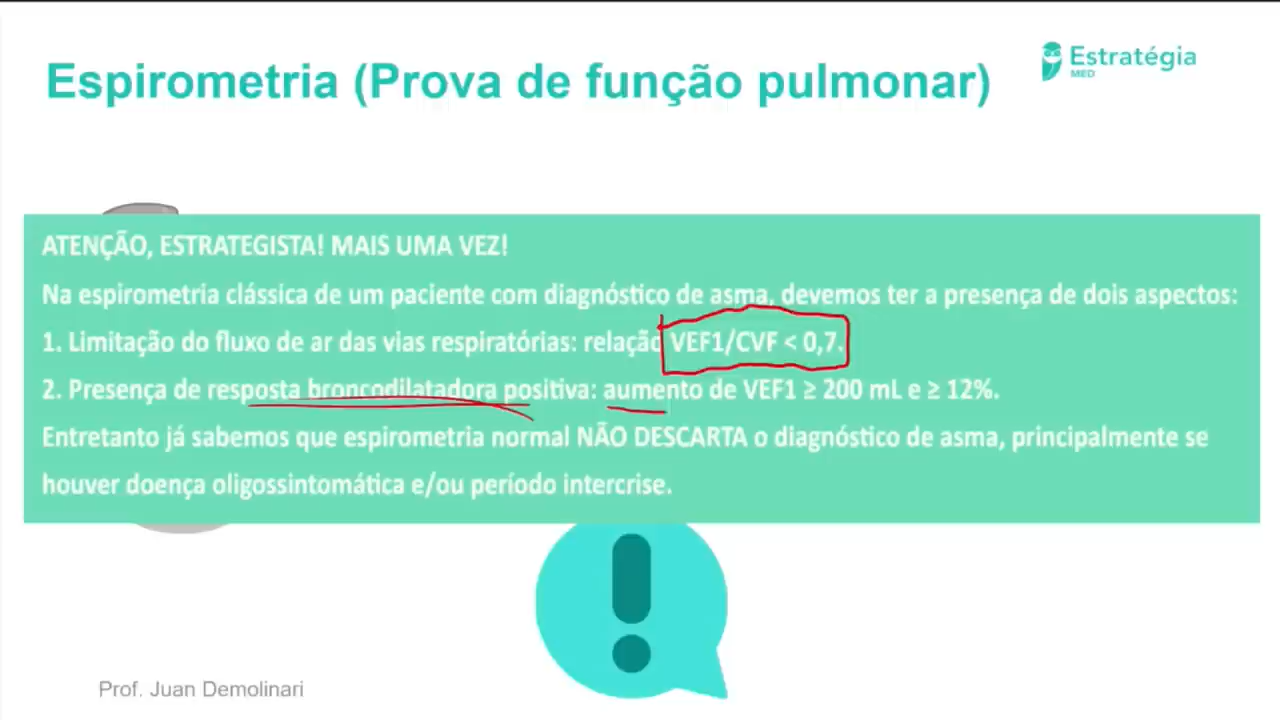 Espirometria (Prova de função pulmonar)
Estratégia
MED
ATENÇÃO, ESTRATEGISTA! MAIS UMA VEZ!
Na espirometria clássica de um paciente com diagnóstico de asma, devemos ter a presença de dois aspectos:
1. Limitação do fluxo de ar das vias respiratórias: relação VEF1/CVF < 0,7.
2. Presença de resposta broncodilatadora positiva: aumento de VEF1 ≥ 200 mL e ≥ 12%.
Entretanto já sabemos que espirometria normal NÃO DESCARTA o diagnóstico de asma, principalmente se
houver doença oligossintomática e/ou período intercrise.
Prof. Juan Demolinari